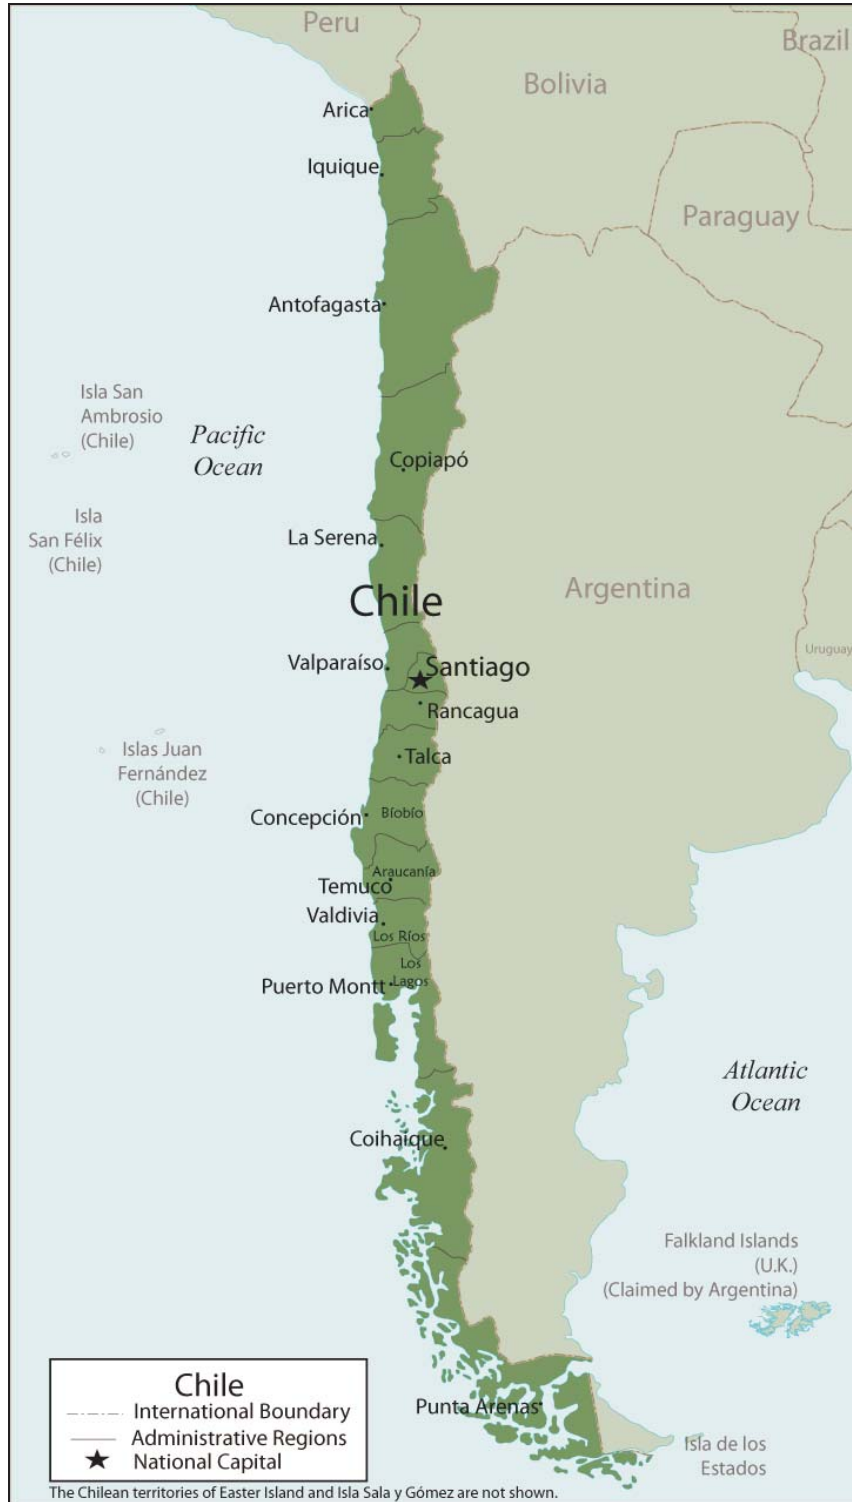 Peru
Brazil
Bolivia
Arica
Iquique
Paraguay
Antofagasta
Isla San
Ambrosio
(Chile)
Pacific
Ocean
Copiapó
Isla
San Félix
(Chile)
La Serena
Chile
Argentina
Uruguay
Valparaíso
Santiago
Rancagua
Islas Juan
Fernández
(Chile)
Talca
Concepción
Bíobío
Araucanía
Temuco
Valdivia
Los Ríos
Los
Lagos
Puerto Montt
Atlantic
Ocean
Coihaique
Falkland Islands
(U.K.)
(Claimed by Argentina)
Punta Arenas
Isla de los
Estados
Chile
International Boundary
Administrative Regions
National Capital
The Chilean territories of Easter Island and Isla Sala y Gómez are not shown.